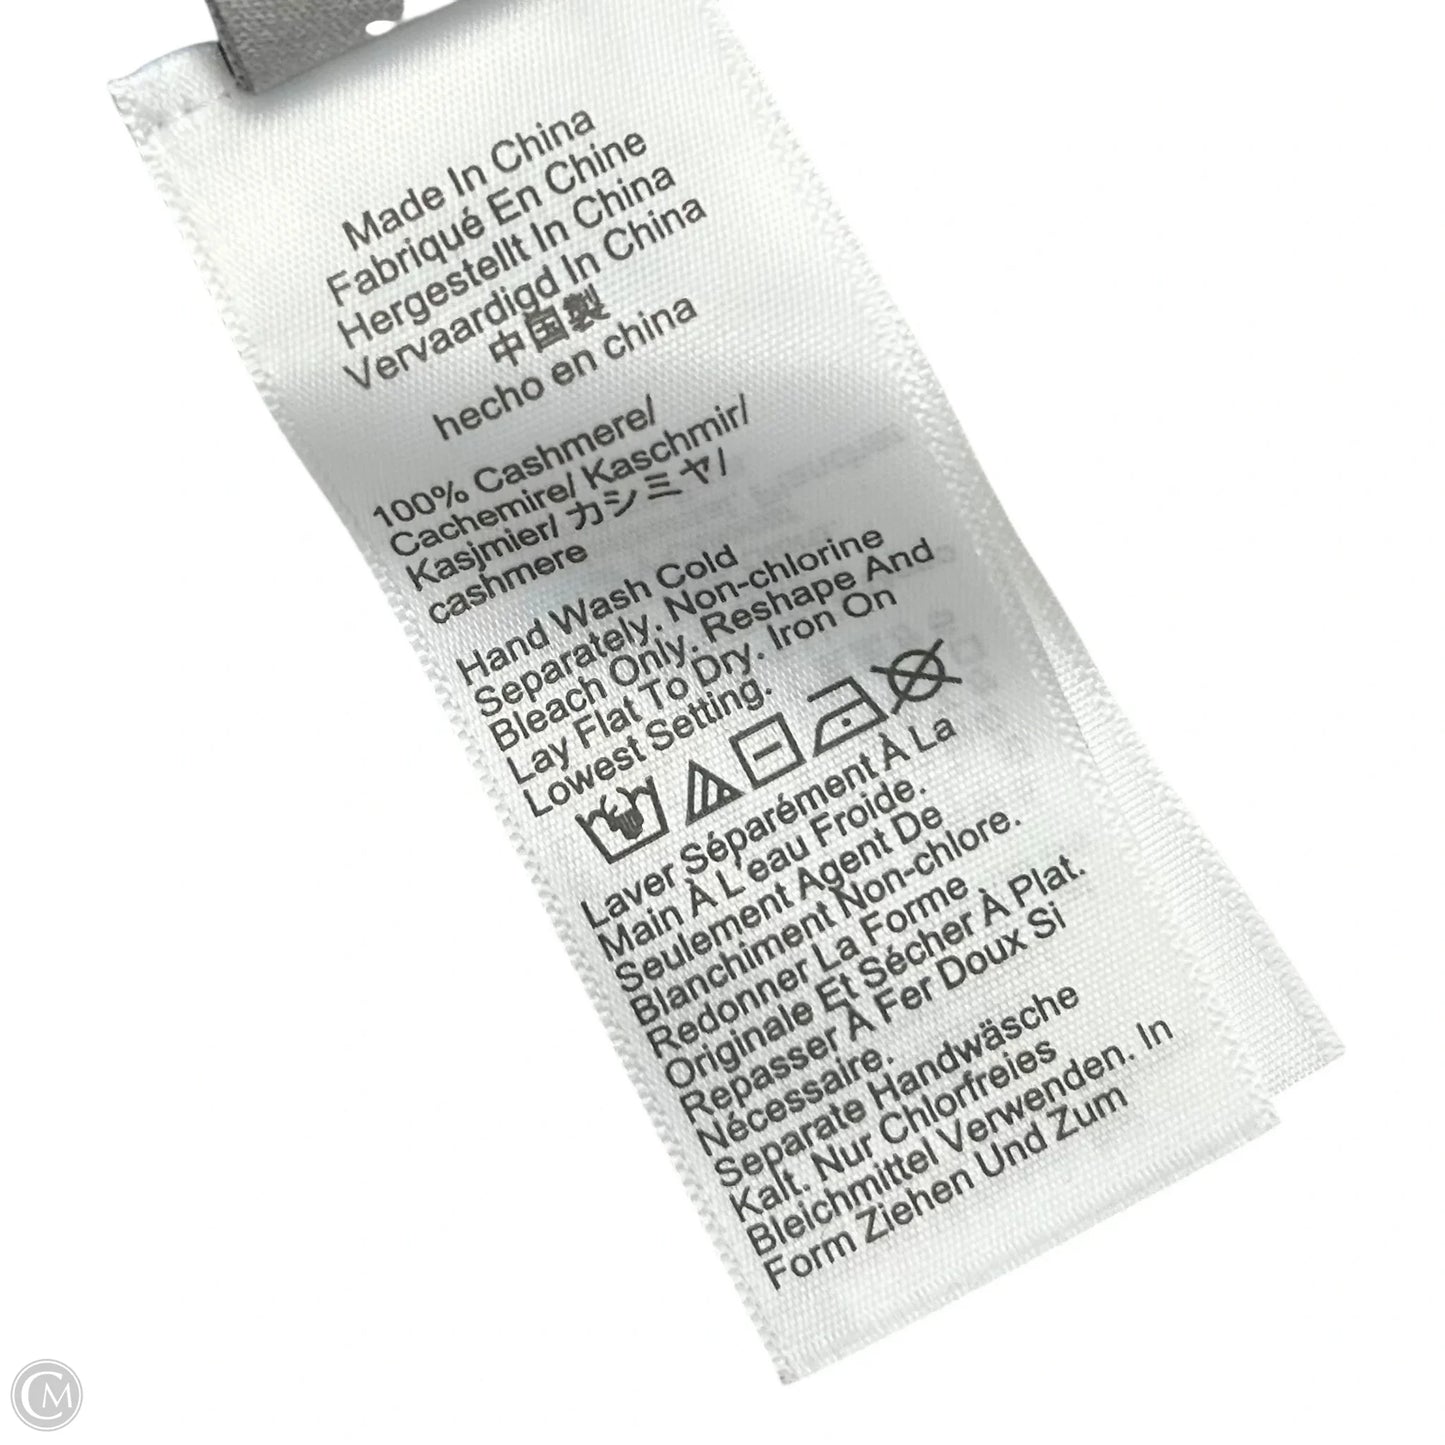 Made In China
Fabriqué En Chine
Hergestellt In China
Vervaardigd In China
中国製
hecho en china
100% Cashmere/
Cachemire/ Kaschmir/
Kasjmier/ カシミヤ/
cashmere
Hand Wash Cold
Separately. Non-chlorine
Bleach Only. Reshape And
Lay Flat To Dry. Iron On
Lowest Setting.
Laver Séparément À La
Main À L'eau Froide.
Seulement Agent De
Blanchiment Non-chlore.
Redonner La Forme
Originale Et Sécher À Plat.
Repasser À Fer Doux Si
Nécessaire.
Separate Handwäsche
Kalt. Nur Chlorfreies
Bleichmittel Verwenden. In
Form Ziehen Und Zum
CM